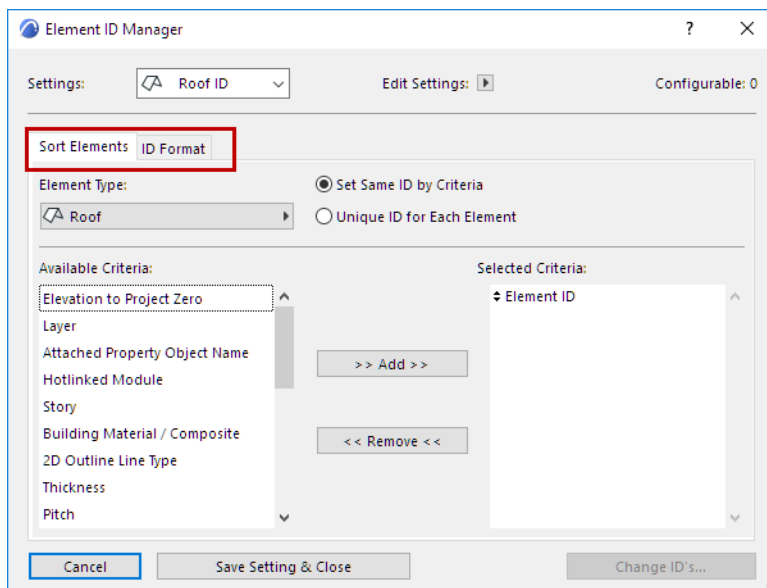 Element ID Manager
?
Settings:
Roof ID
Edit Settings:
Configurable: 0
Sort Elements
ID Format
Element Type:
Roof
Set Same ID by Criteria
Unique ID for Each Element
Available Criteria:
Elevation to Project Zero
Layer
Attached Property Object Name
Hotlinked Module
Story
Building Material / Composite
2D Outline Line Type
Thickness
Pitch
>> Add >>
<< Remove <<
Selected Criteria:
Element ID
Cancel
Save Setting & Close
Change ID's...